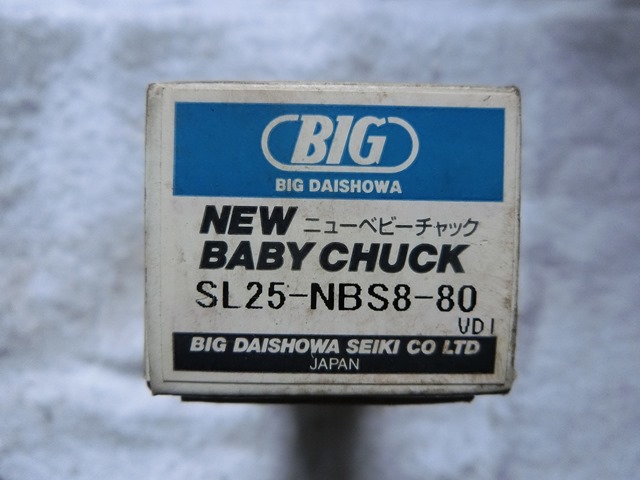 BIG
BIG DAISHOWA
NEW ニューベビーチャック
BABY CHUCK
SL25-NBS8-80
VD1
BIG DAISHOWA SEIKI CO LTD
JAPAN